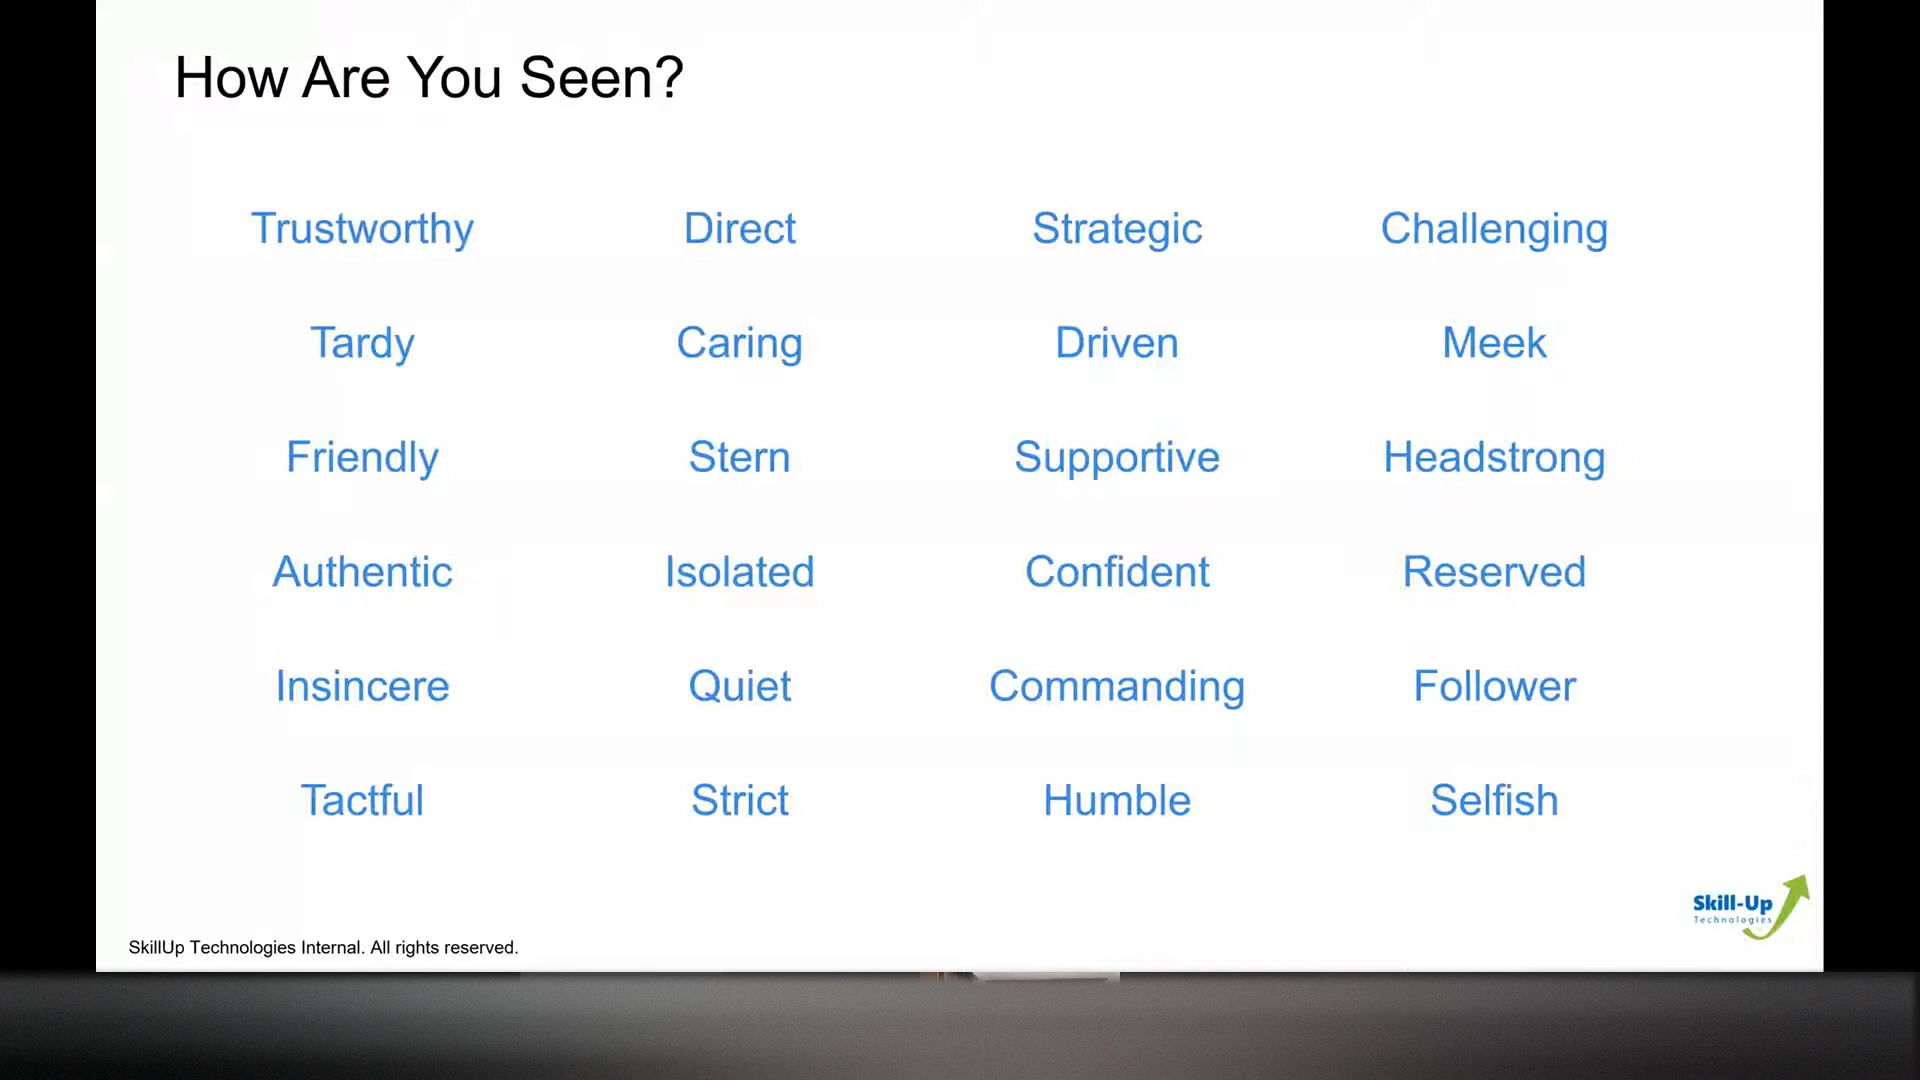 How Are You Seen?
Trustworthy Direct Strategic Challenging
Tardy Caring Driven Meek
Friendly Stern Supportive Headstrong
Authentic Isolated Confident Reserved
Insincere Quiet Commanding Follower
Tactful Strict Humble Selfish
Skill-Up
Technologies
SkillUp Technologies Internal. All rights reserved.